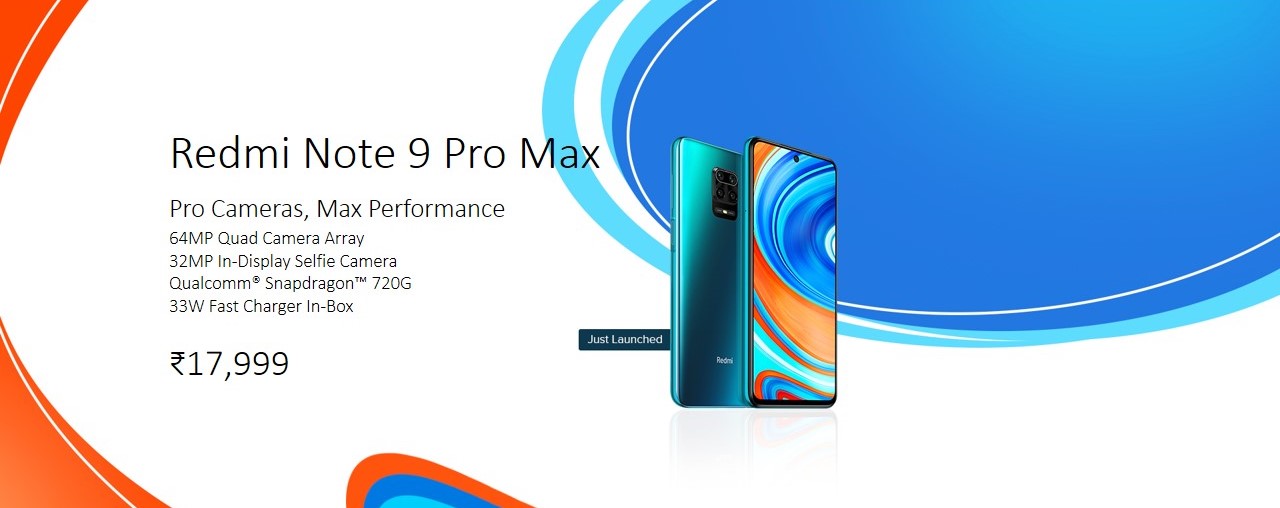 Redmi Note 9 Pro Max
Pro Cameras, Max Performance
64MP Quad Camera Array
32MP In-Display Selfie Camera
Qualcomm® Snapdragon™ 720G
33W Fast Charger In-Box
₹17,999
Just Launched
Redmi